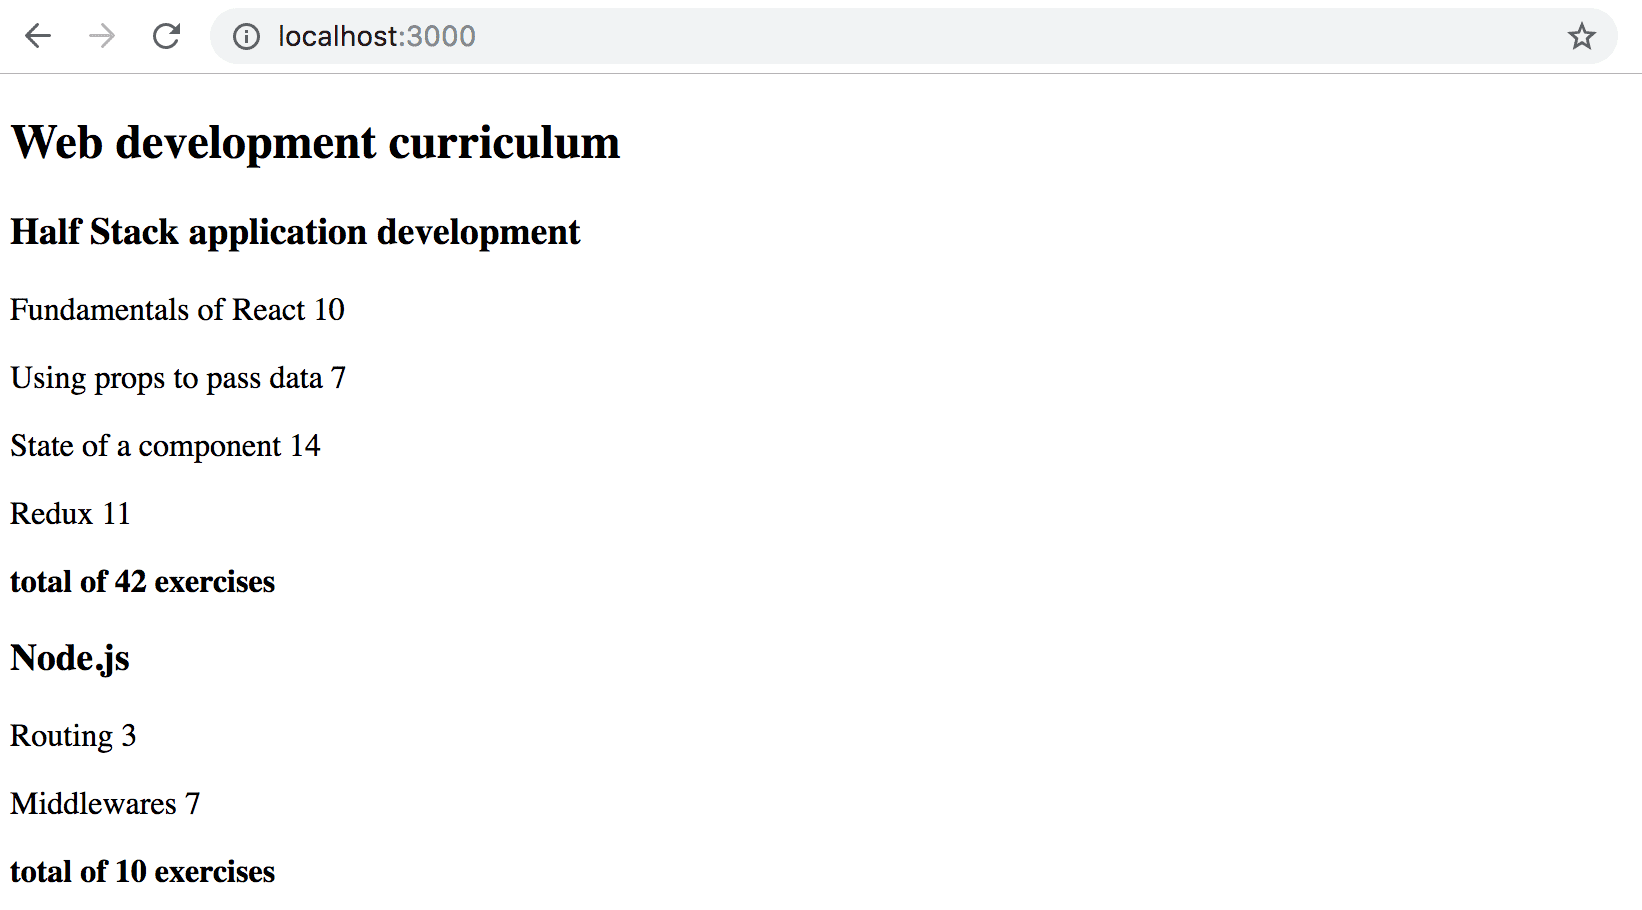 localhost:3000
Web development curriculum
Half Stack application development
Fundamentals of React 10
Using props to pass data 7
State of a component 14
Redux 11
total of 42 exercises
Node.js
Routing 3
Middlewares 7
total of 10 exercises